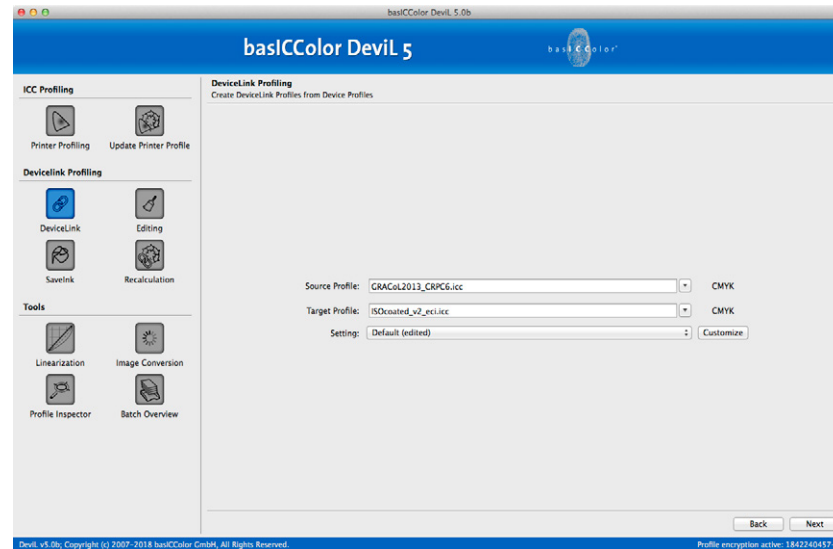 basICColor DeviL 5.0b
basICColor DeviL 5
basICColor
ICC Profiling
Printer Profiling
Update Printer Profile
Devicelink Profiling
DeviceLink
Editing
SaveInk
Recalculation
Tools
Linearization
Image Conversion
Profile Inspector
Batch Overview
DeviceLink Profiling
Create DeviceLink Profiles from Device Profiles
Source Profile: GRACoL2013_CRPC6.icc CMYK
Target Profile: ISOcoated_v2_eci.icc CMYK
Setting: Default (edited) Customize
Back Next
DeviL v5.0b; Copyright (c) 2007-2018 basICColor GmbH, All Rights Reserved.
Profile encryption active: 1842240457